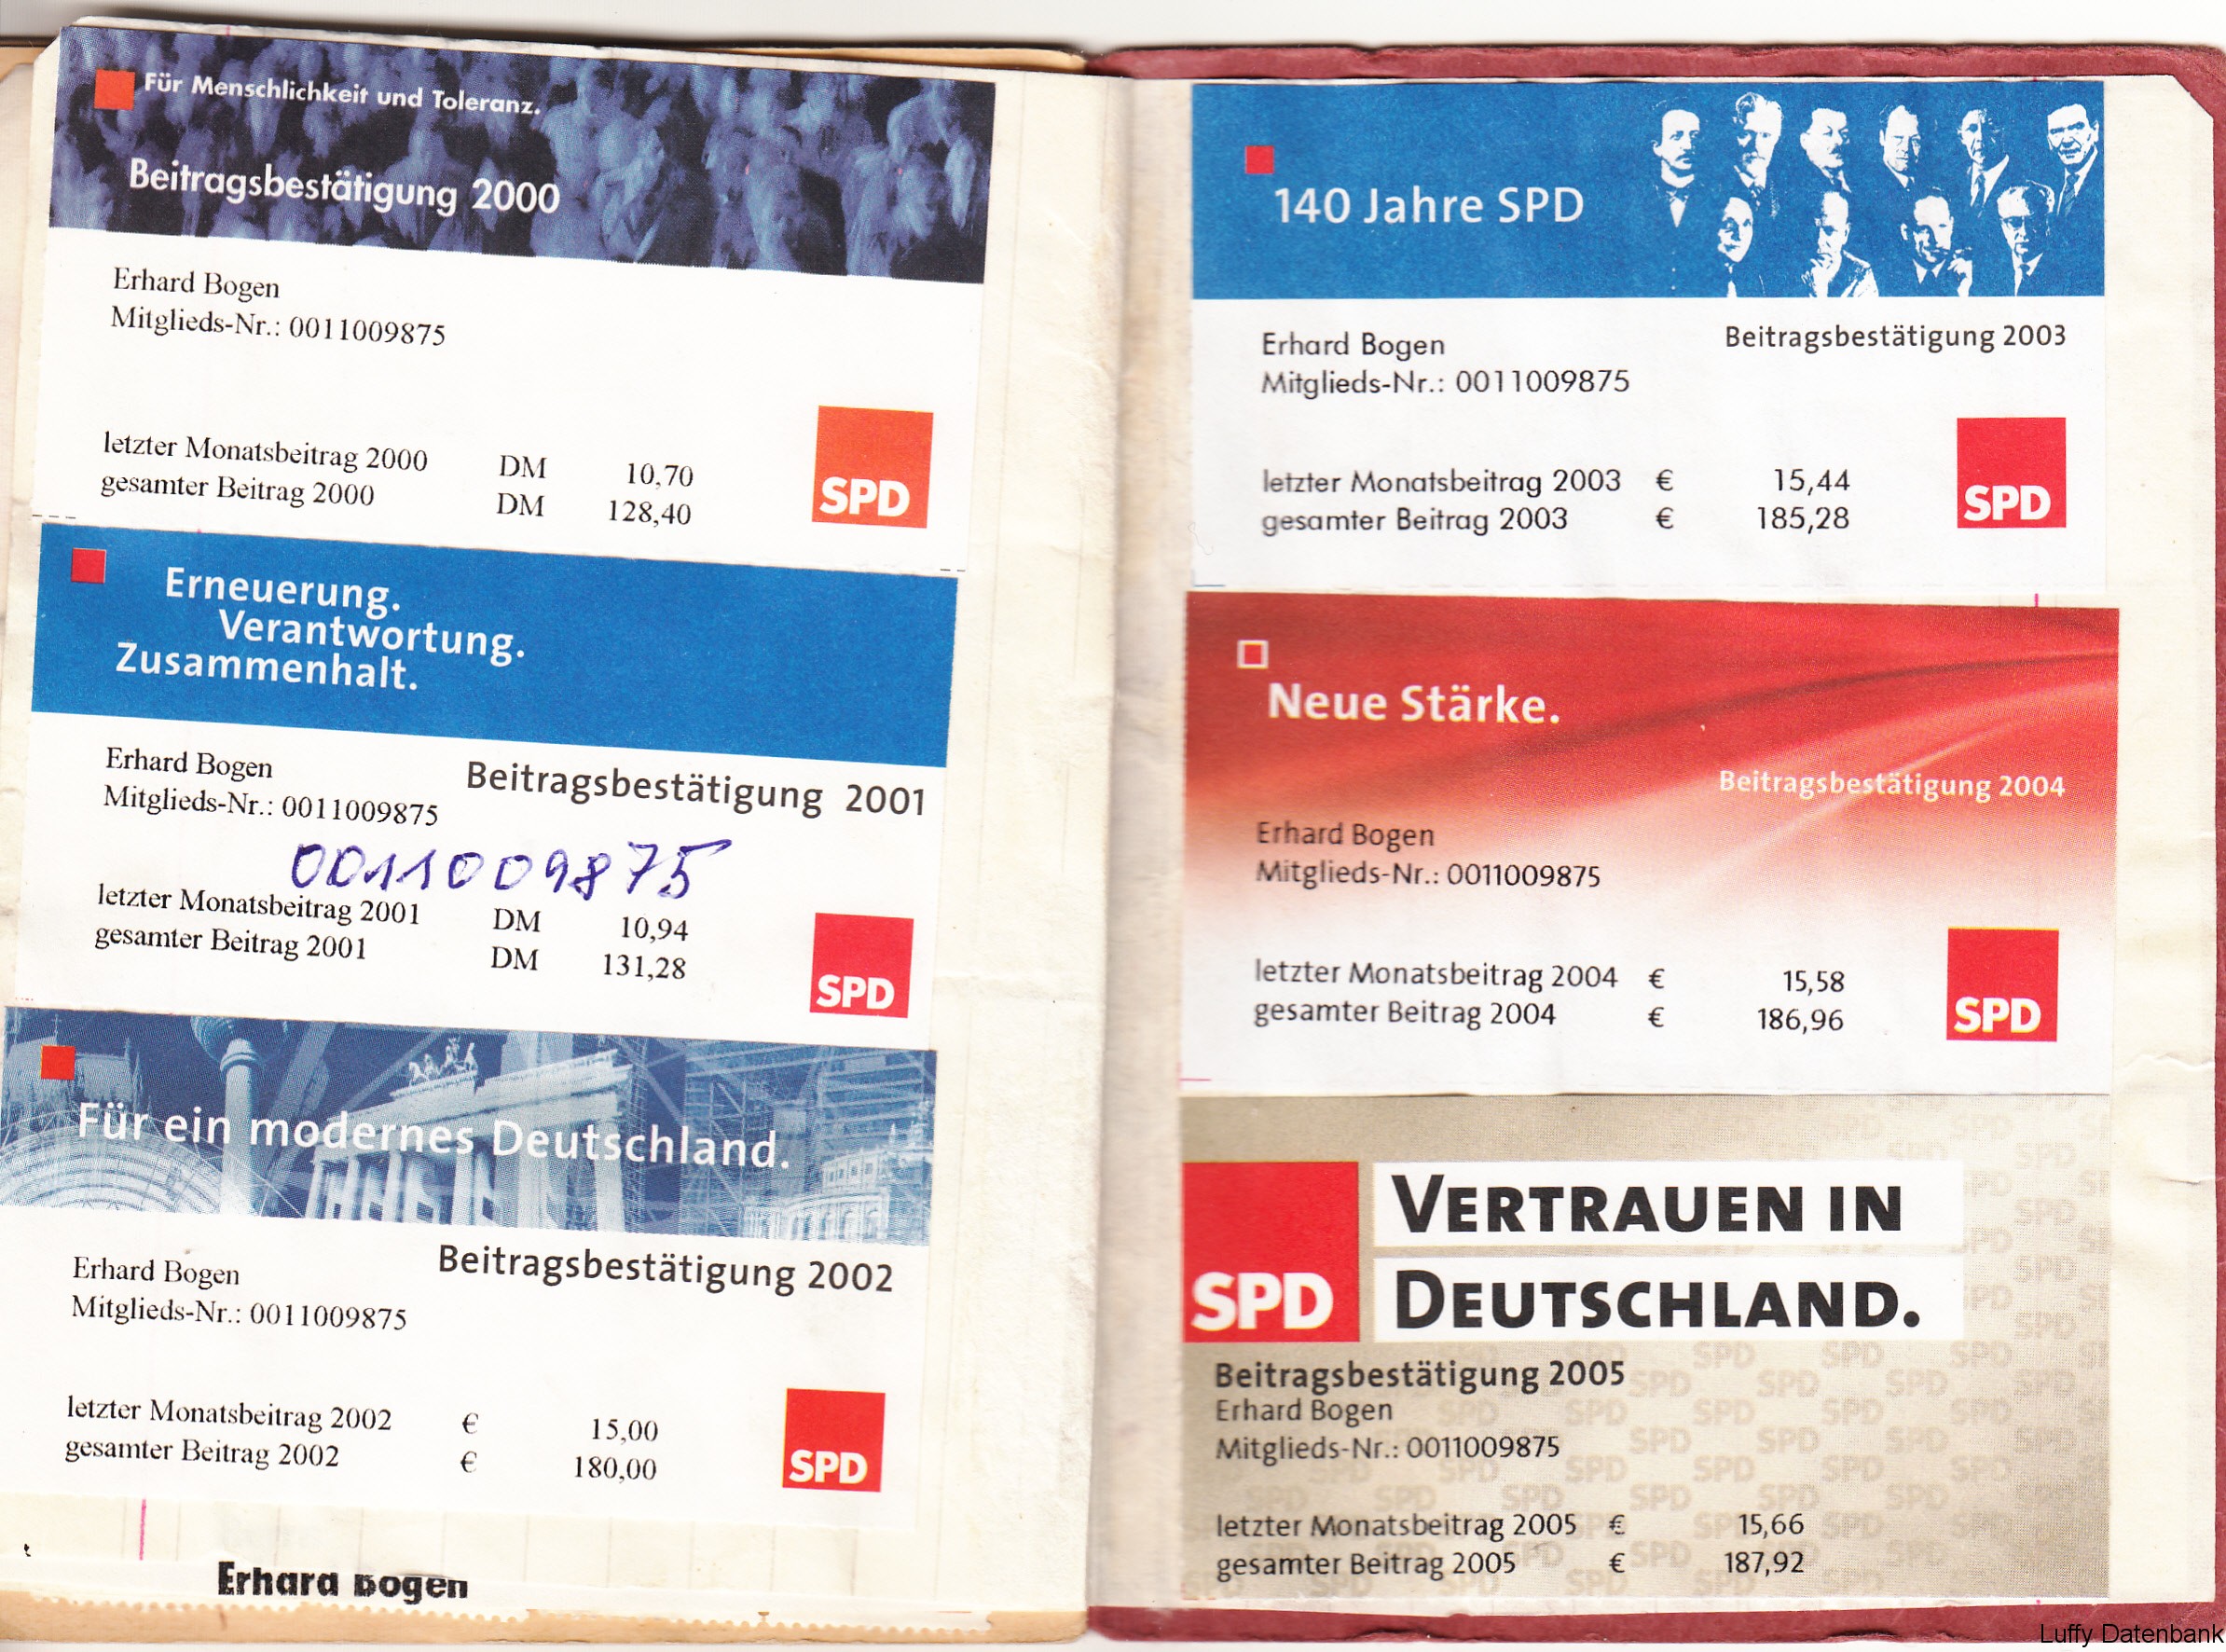 Für Menschlichkeit und Toleranz.
Beitragsbestätigung 2000
Erhard Bogen
Mitglieds-Nr.: 0011009875
letzter Monatsbeitrag 2000 DM 10,70
gesamter Beitrag 2000 DM 128,40
SPD
Erneuerung.
Verantwortung.
Zusammenhalt.
Erhard Bogen
Beitragsbestätigung 2001
Mitglieds-Nr.: 0011009875
0011009875
letzter Monatsbeitrag 2001 DM 10,94
gesamter Beitrag 2001 DM 131,28
SPD
Für ein modernes Deutschland.
Erhard Bogen
Beitragsbestätigung 2002
Mitglieds-Nr.: 0011009875
letzter Monatsbeitrag 2002 € 15,00
gesamter Beitrag 2002 € 180,00
SPD
Erhard Bogen
140 Jahre SPD
Erhard Bogen
Beitragsbestätigung 2003
Mitglieds-Nr.: 0011009875
letzter Monatsbeitrag 2003 € 15,44
gesamter Beitrag 2003 € 185,28
SPD
Neue Stärke.
Beitragsbestätigung 2004
Erhard Bogen
Mitglieds-Nr.: 0011009875
letzter Monatsbeitrag 2004 € 15,58
gesamter Beitrag 2004 € 186,96
SPD
SPD
VERTRAUEN IN
DEUTSCHLAND.
Beitragsbestätigung 2005
Erhard Bogen
Mitglieds-Nr.: 0011009875
letzter Monatsbeitrag 2005 € 15,66
gesamter Beitrag 2005 € 187,92
Luffy Datenbank